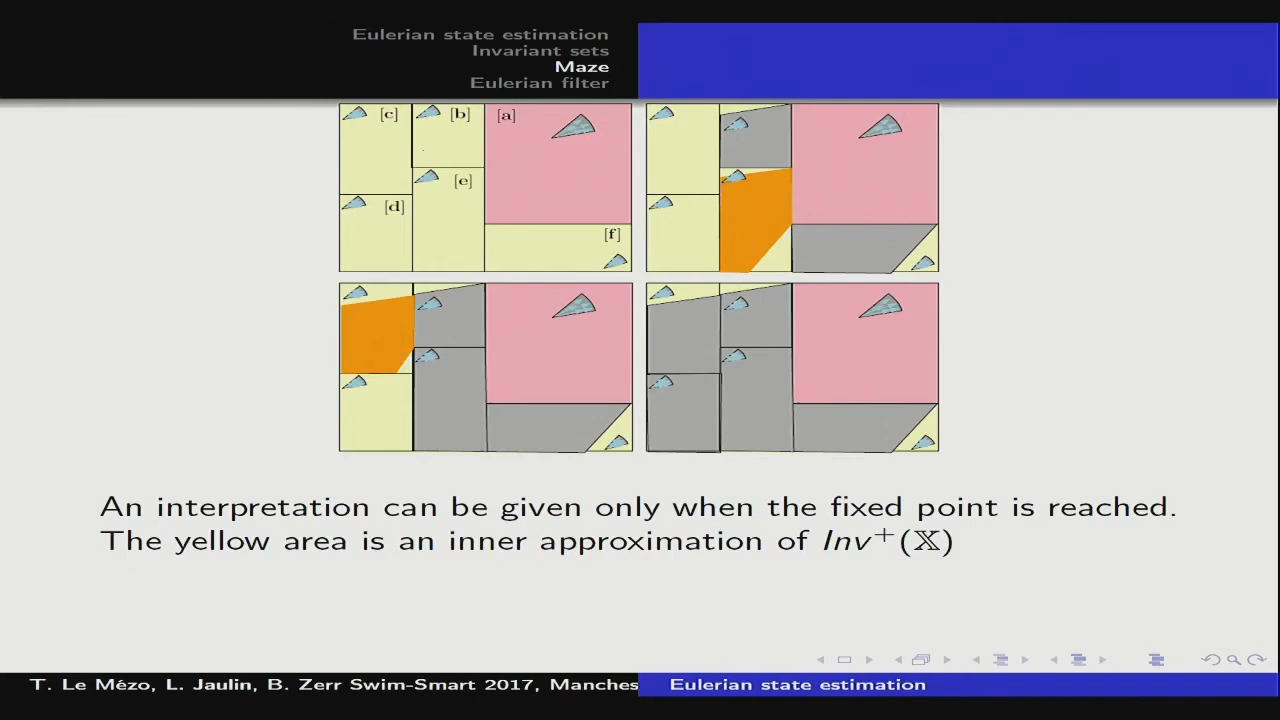 Eulerian state estimation
Invariant sets
Maze
Eulerian filter
[c] [b] [a]
[e]
[d]
[f]
An interpretation can be given only when the fixed point is reached.
The yellow area is an inner approximation of Inv⁺(𝕏)
T. Le Mézo, L. Jaulin, B. Zerr Swim-Smart 2017, Manches
Eulerian state estimation